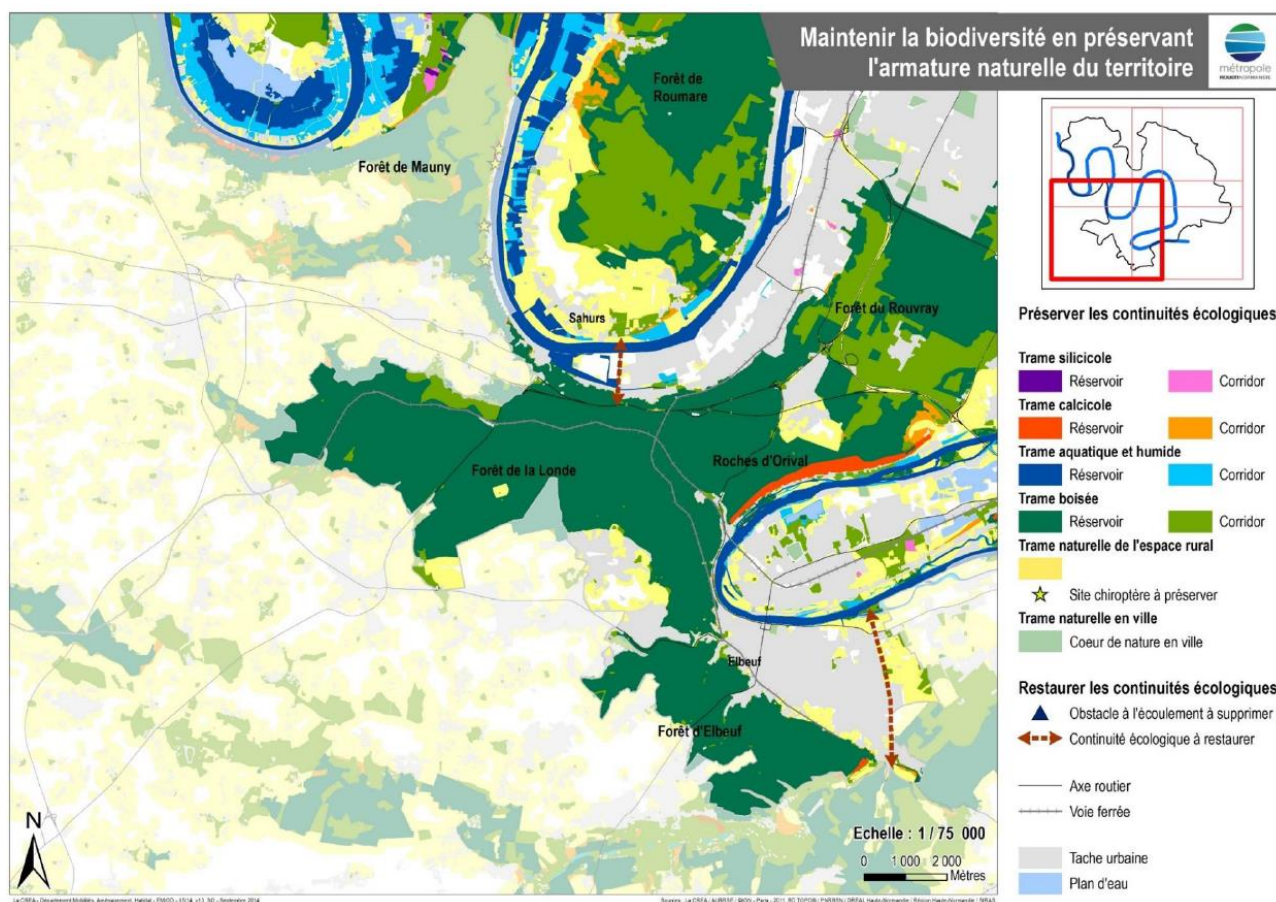 Maintenir la biodiversité en préservant
l'armature naturelle du territoire
métropole
Forêt de
Roumare
Forêt de Mauny
Sahurs
Forêt du Rouvray
Forêt de la Londe
Roches d'Orival
Elbeuf
Forêt d'Elbeuf
N
Echelle : 1 / 75 000
0 1 000 2 000
Mètres
Préserver les continuités écologiques
Trame silicicole
Réservoir Corridor
Trame calcicole
Réservoir Corridor
Trame aquatique et humide
Réservoir Corridor
Trame boisée
Réservoir Corridor
Trame naturelle de l'espace rural
Site chiroptère à préserver
Trame naturelle en ville
Coeur de nature en ville
Restaurer les continuités écologiques
Obstacle à l'écoulement à supprimer
Continuité écologique à restaurer
Axe routier
Voie ferrée
Tache urbaine
Plan d'eau